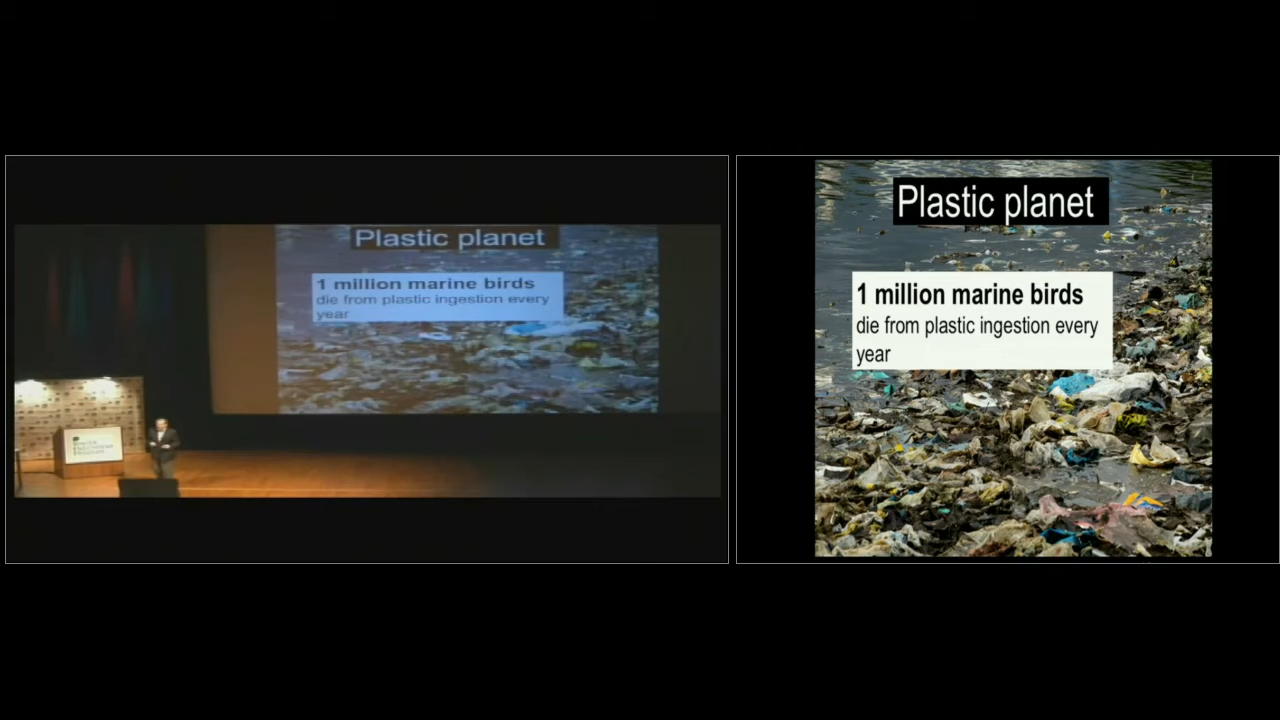 Plastic planet
1 million marine birds
die from plastic ingestion every
year
Plastic planet
1 million marine birds
die from plastic ingestion every
year